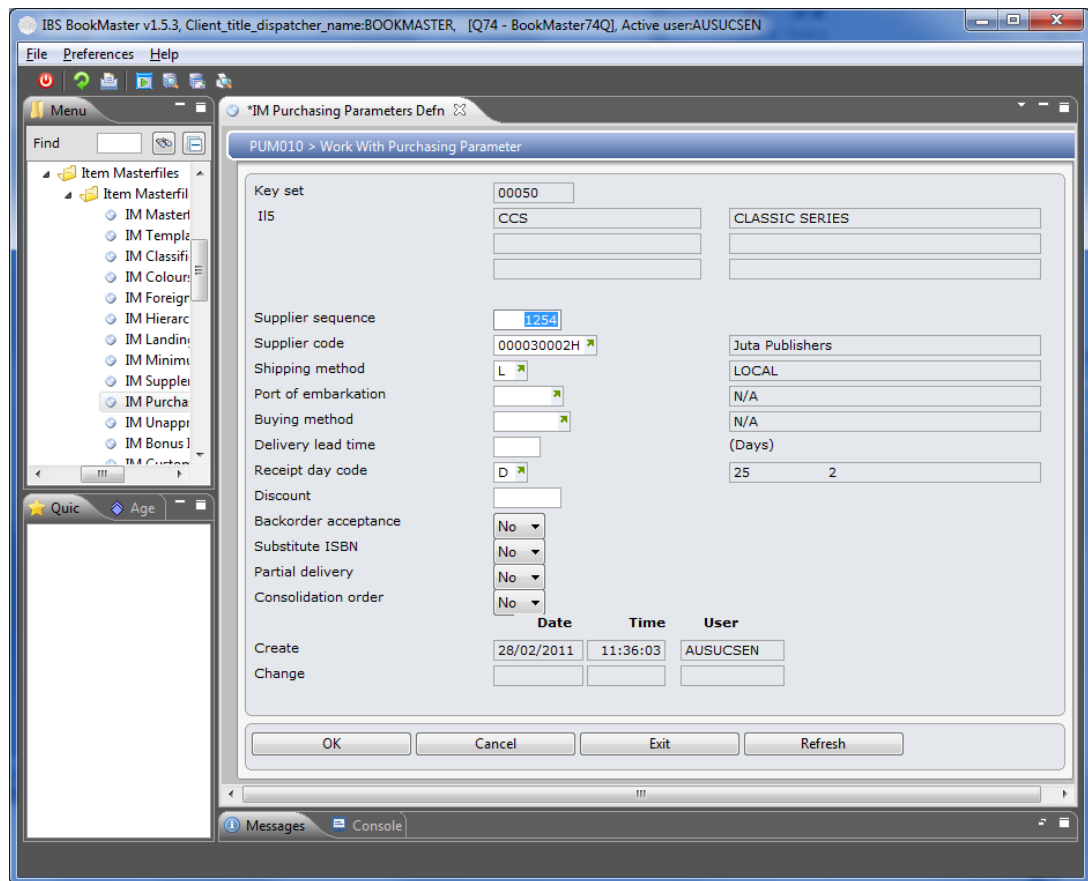 IBS BookMaster v1.5.3, Client_title_dispatcher_name:BOOKMASTER, [Q74 - BookMaster74Q], Active user:AUSUCSEN
File Preferences Help
Menu
*IM Purchasing Parameters Defn
Find
PUM010 > Work With Purchasing Parameter
Item Masterfiles
Item Masterfil
IM Masterf
IM Templa
IM Classifi
IM Colour
IM Foreign
IM Hierarc
IM Landin
IM Minimu
IM Supple
IM Purcha
IM Unappr
IM Bonus I
IM Custom
Quic
Age
Key set 00050
Il5 CCS CLASSIC SERIES
Supplier sequence 1254
Supplier code 000030002H Juta Publishers
Shipping method L LOCAL
Port of embarkation N/A
Buying method N/A
Delivery lead time (Days)
Receipt day code D 25 2
Discount
Backorder acceptance No
Substitute ISBN No
Partial delivery No
Consolidation order No
Date Time User
Create 28/02/2011 11:36:03 AUSUCSEN
Change
OK Cancel Exit Refresh
Messages Console